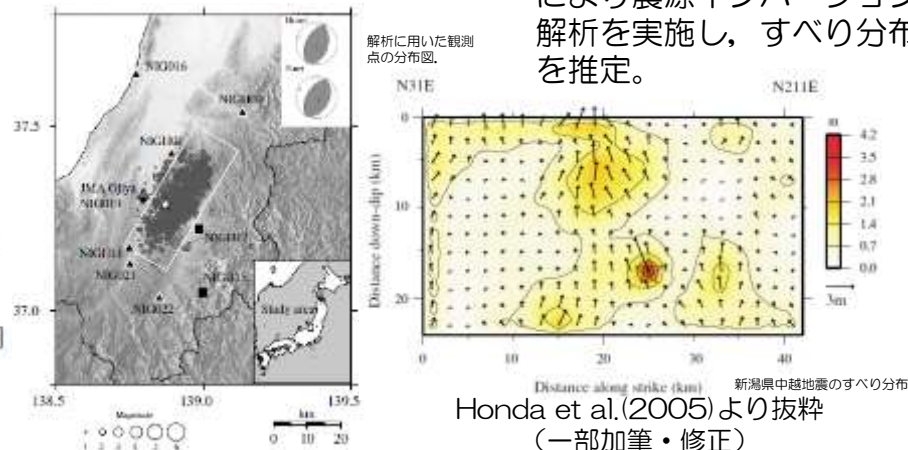 により震源インバージョン
解析を実施し，すべり分布
を推定。
解析に用いた観測
点の分布図．
NIG016
37.5
JMA Ojiya
NIG021
NIG022
37.0
Study area
138.5
139.0
139.5
Magnitude
km
0 10 20
N31E
N211E
0
10
20
Distance down-dip (km)
0 10 20 30 40
Distance along strike (km)
m
4.2
3.5
2.8
2.1
1.4
0.7
0.0
3m
新潟県中越地震のすべり分布
Honda et al.(2005)より抜粋
（一部加筆・修正）